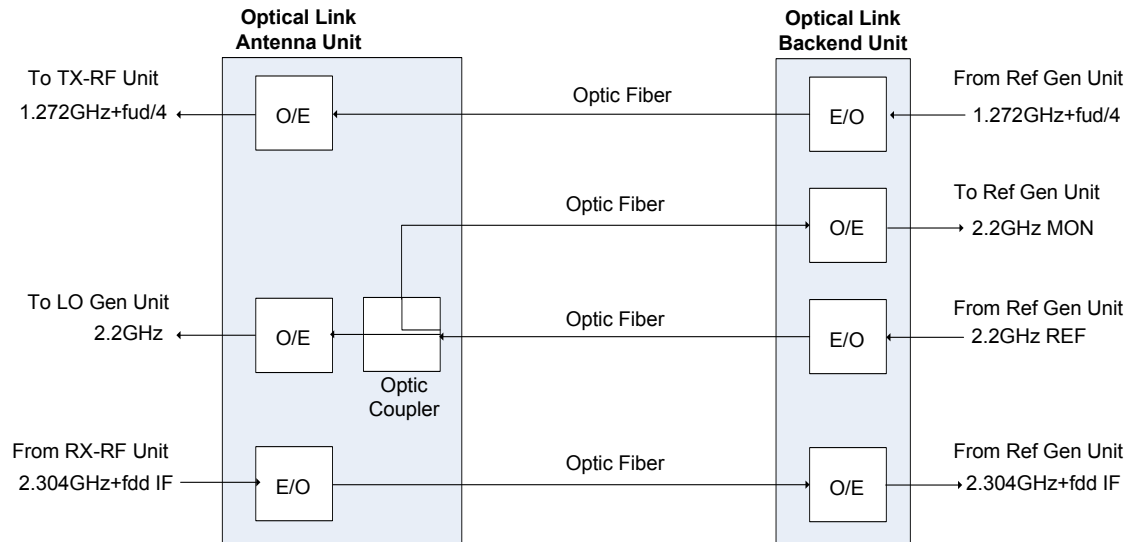 Optical Link
Antenna Unit
Optical Link
Backend Unit
To TX-RF Unit
1.272GHz+fud/4
O/E
Optic Fiber
E/O
From Ref Gen Unit
1.272GHz+fud/4
Optic Fiber
O/E
To Ref Gen Unit
2.2GHz MON
To LO Gen Unit
2.2GHz
O/E
Optic
Coupler
Optic Fiber
E/O
From Ref Gen Unit
2.2GHz REF
From RX-RF Unit
2.304GHz+fdd IF
E/O
Optic Fiber
O/E
From Ref Gen Unit
2.304GHz+fdd IF